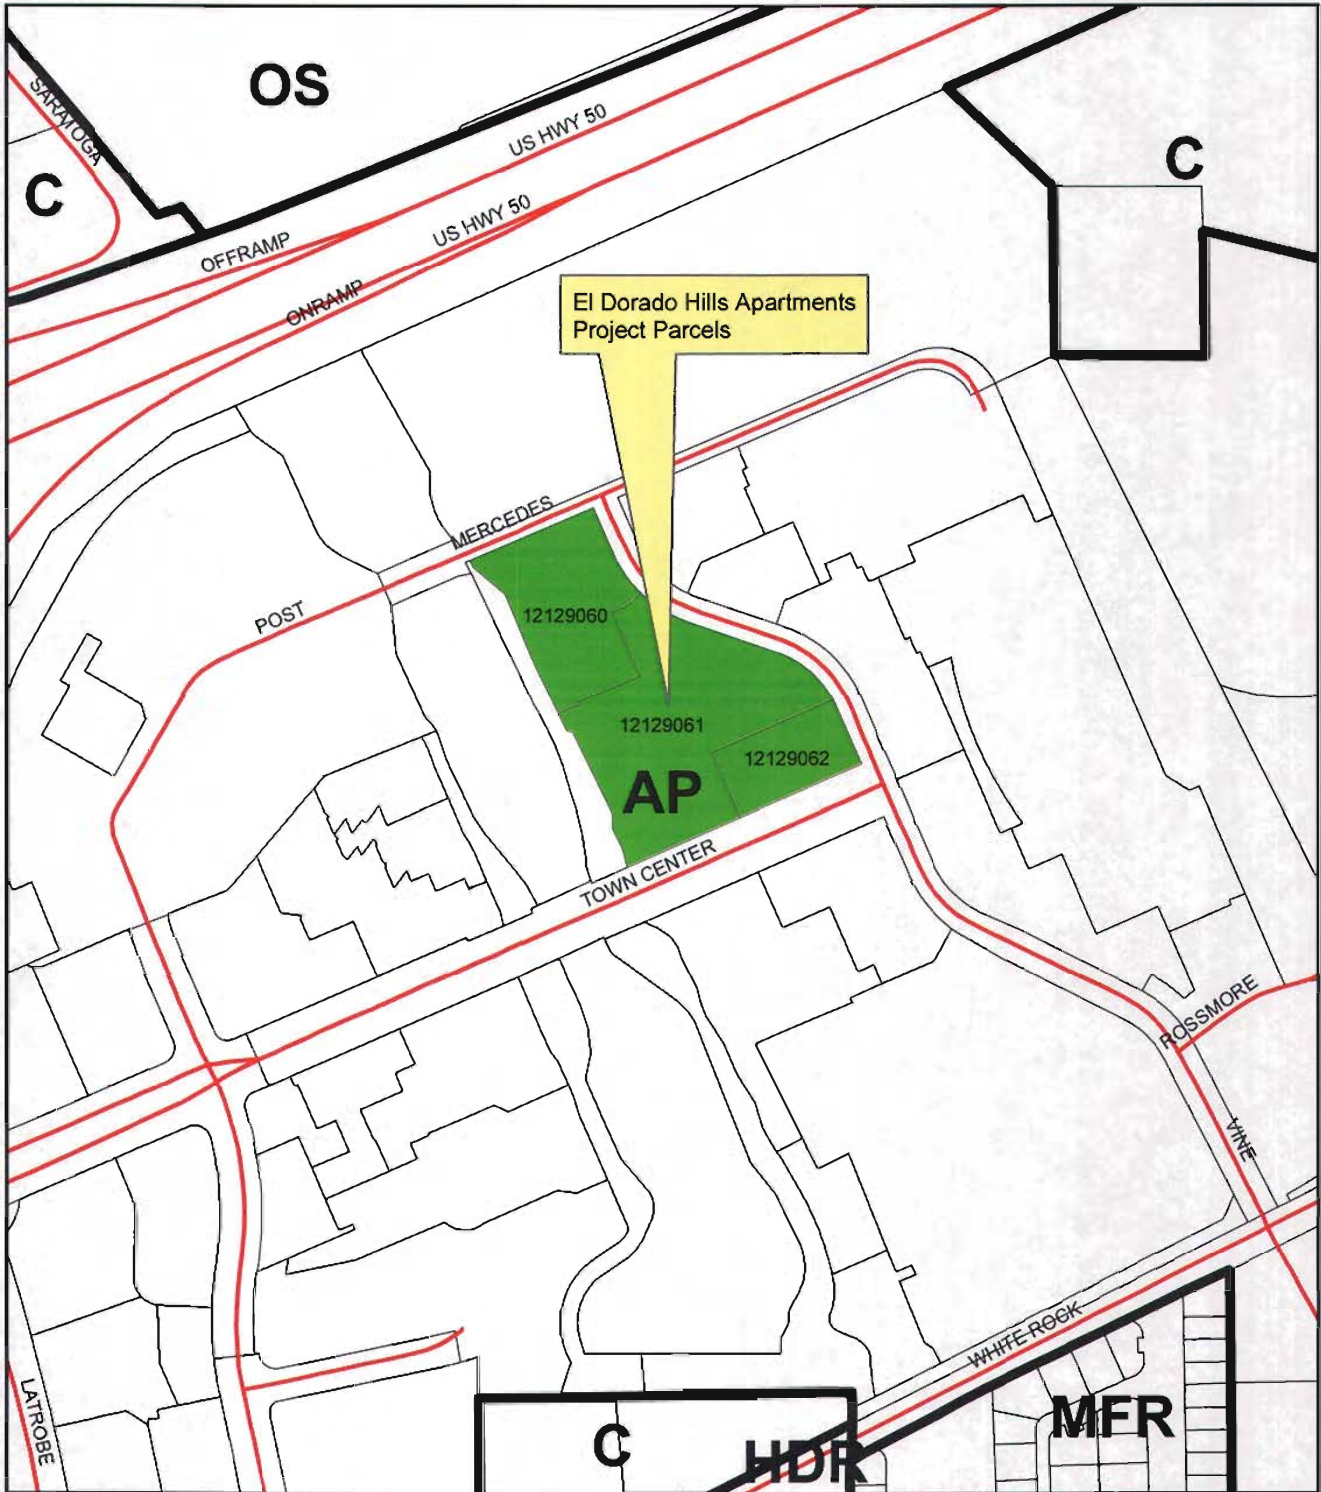 OS
SARATOGA
C
US HWY 50
C
US HWY 50
OFFRAMP
ONRAMP
El Dorado Hills Apartments
Project Parcels
MERCEDES
POST
12129060
12129061
12129062
AP
TOWN CENTER
ROSSMORE
VINE
WHITE ROCK
LATROBE
MFR
C
HDR